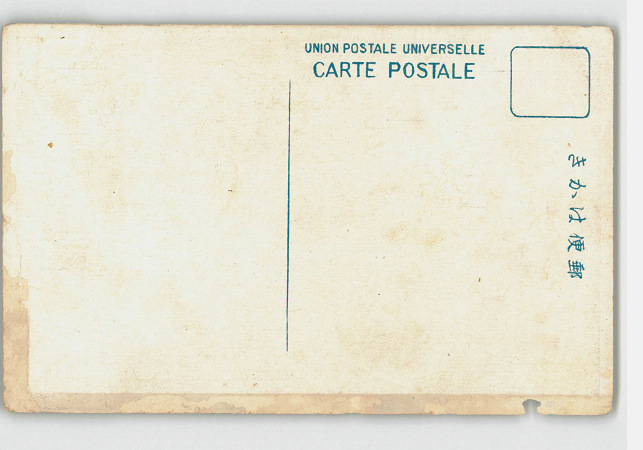 UNION POSTALE UNIVERSELLE
CARTE POSTALE
郵便はかき